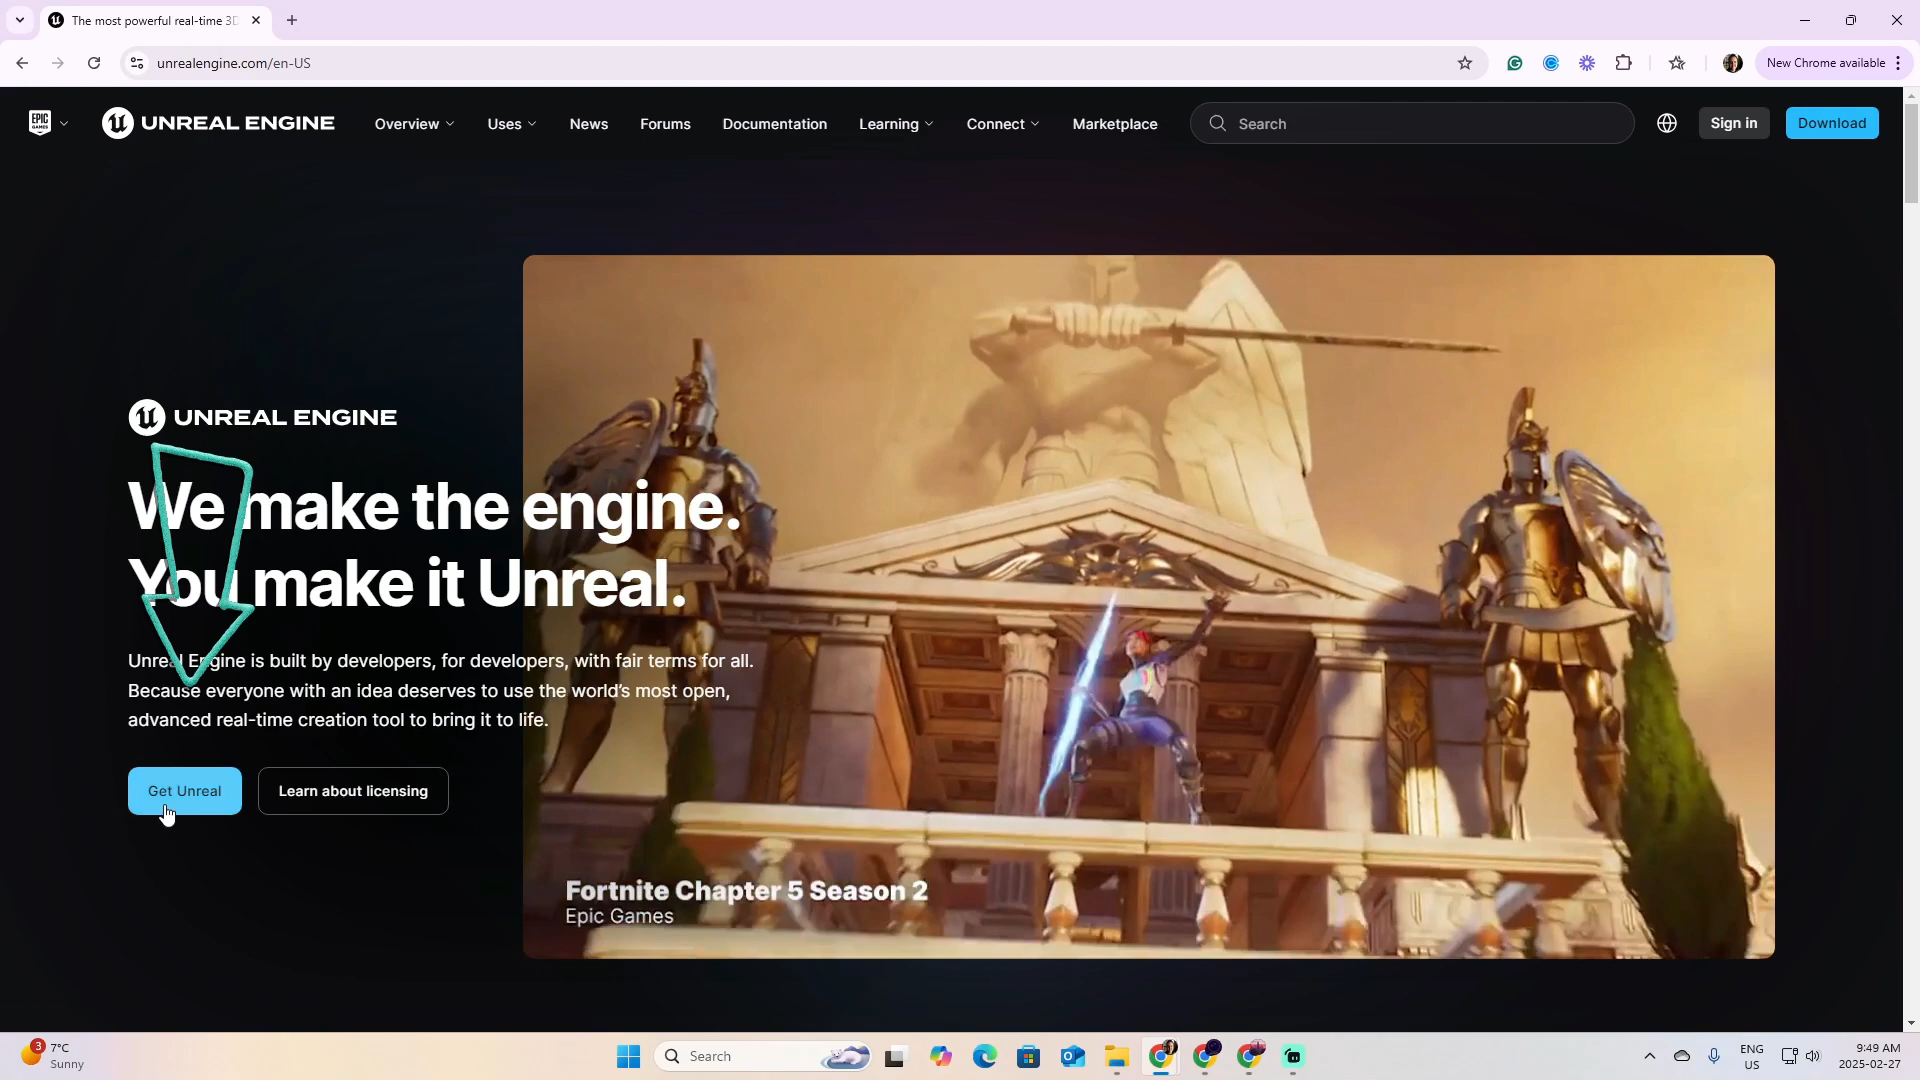 The most powerful real-time 3D
unrealengine.com/en-US
New Chrome available
EPIC
GAMES
UNREAL ENGINE
Overview
Uses
News
Forums
Documentation
Learning
Connect
Marketplace
Search
Sign in
Download
UNREAL ENGINE
We make the engine.
You make it Unreal.
Unreal Engine is built by developers, for developers, with fair terms for all.
Because everyone with an idea deserves to use the world’s most open,
advanced real-time creation tool to bring it to life.
Get Unreal
Learn about licensing
Fortnite Chapter 5 Season 2
Epic Games
3
7°C
Sunny
Search
ENG
US
9:49 AM
2025-02-27